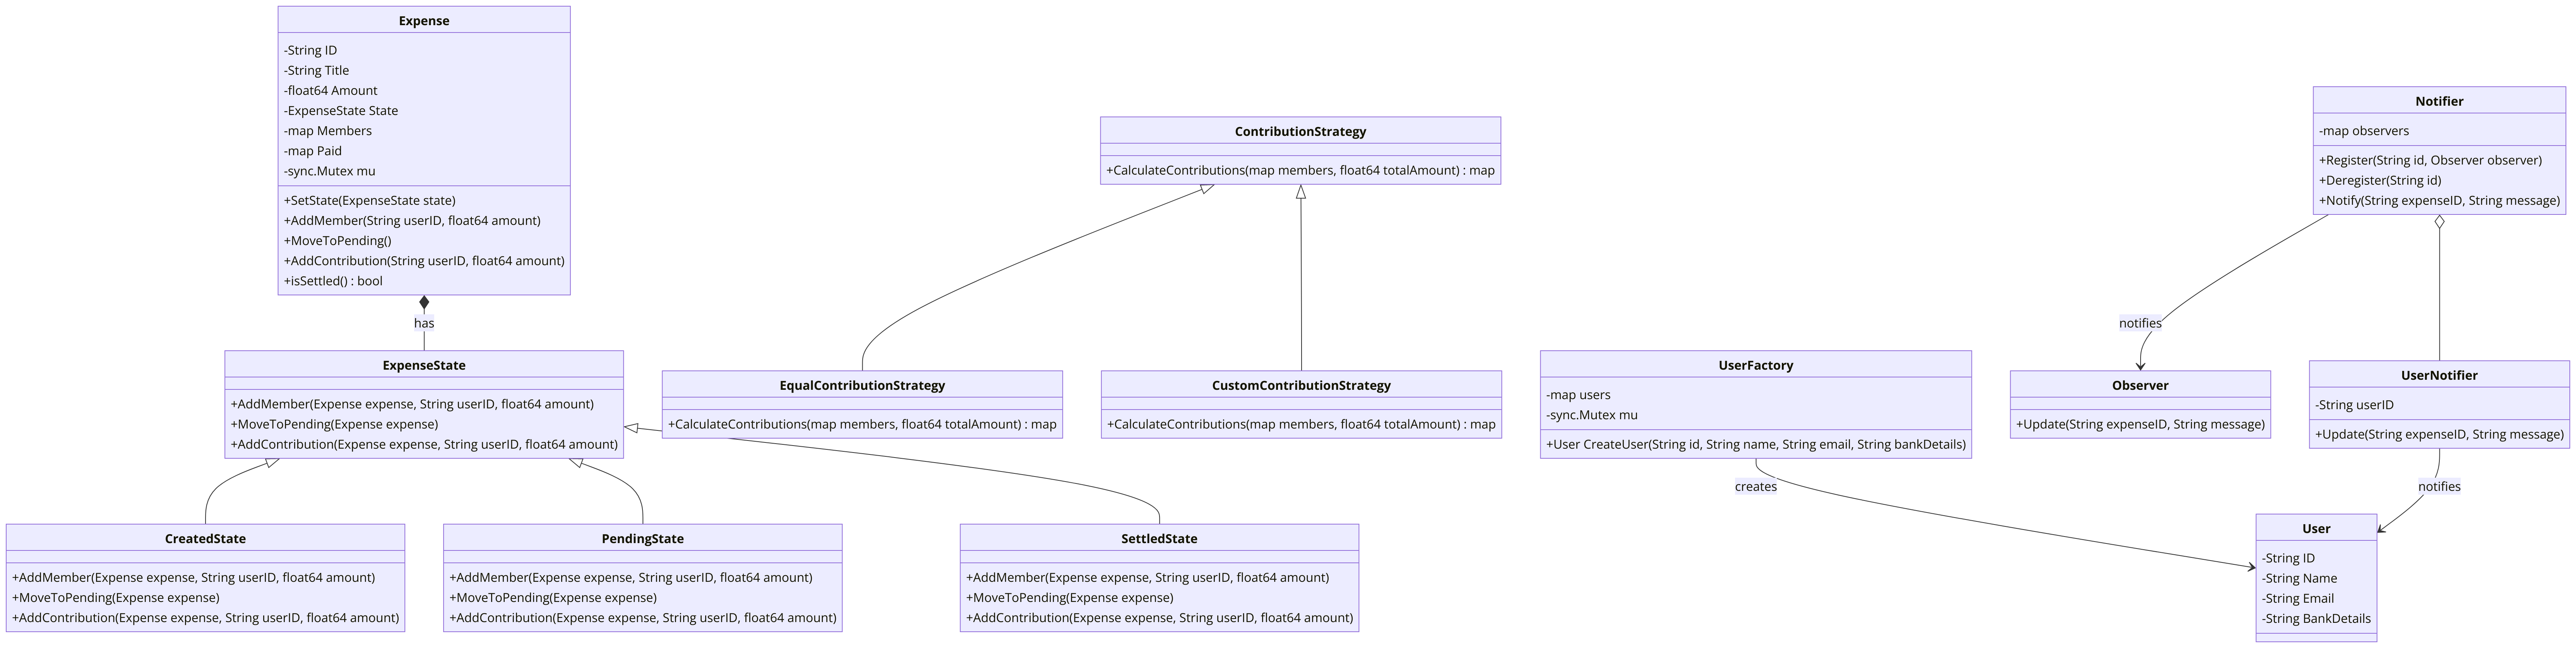 Expense
-String ID
-String Title
-float64 Amount
-ExpenseState State
-map Members
-map Paid
-sync.Mutex mu
+SetState(ExpenseState state)
+AddMember(String userID, float64 amount)
+MoveToPending()
+AddContribution(String userID, float64 amount)
+isSettled() : bool
has
ExpenseState
+AddMember(Expense expense, String userID, float64 amount)
+MoveToPending(Expense expense)
+AddContribution(Expense expense, String userID, float64 amount)
CreatedState
+AddMember(Expense expense, String userID, float64 amount)
+MoveToPending(Expense expense)
+AddContribution(Expense expense, String userID, float64 amount)
PendingState
+AddMember(Expense expense, String userID, float64 amount)
+MoveToPending(Expense expense)
+AddContribution(Expense expense, String userID, float64 amount)
SettledState
+AddMember(Expense expense, String userID, float64 amount)
+MoveToPending(Expense expense)
+AddContribution(Expense expense, String userID, float64 amount)
ContributionStrategy
+CalculateContributions(map members, float64 totalAmount) : map
EqualContributionStrategy
+CalculateContributions(map members, float64 totalAmount) : map
CustomContributionStrategy
+CalculateContributions(map members, float64 totalAmount) : map
UserFactory
-map users
-sync.Mutex mu
+User CreateUser(String id, String name, String email, String bankDetails)
creates
Notifier
-map observers
+Register(String id, Observer observer)
+Deregister(String id)
+Notify(String expenseID, String message)
notifies
Observer
+Update(String expenseID, String message)
UserNotifier
-String userID
+Update(String expenseID, String message)
notifies
User
-String ID
-String Name
-String Email
-String BankDetails